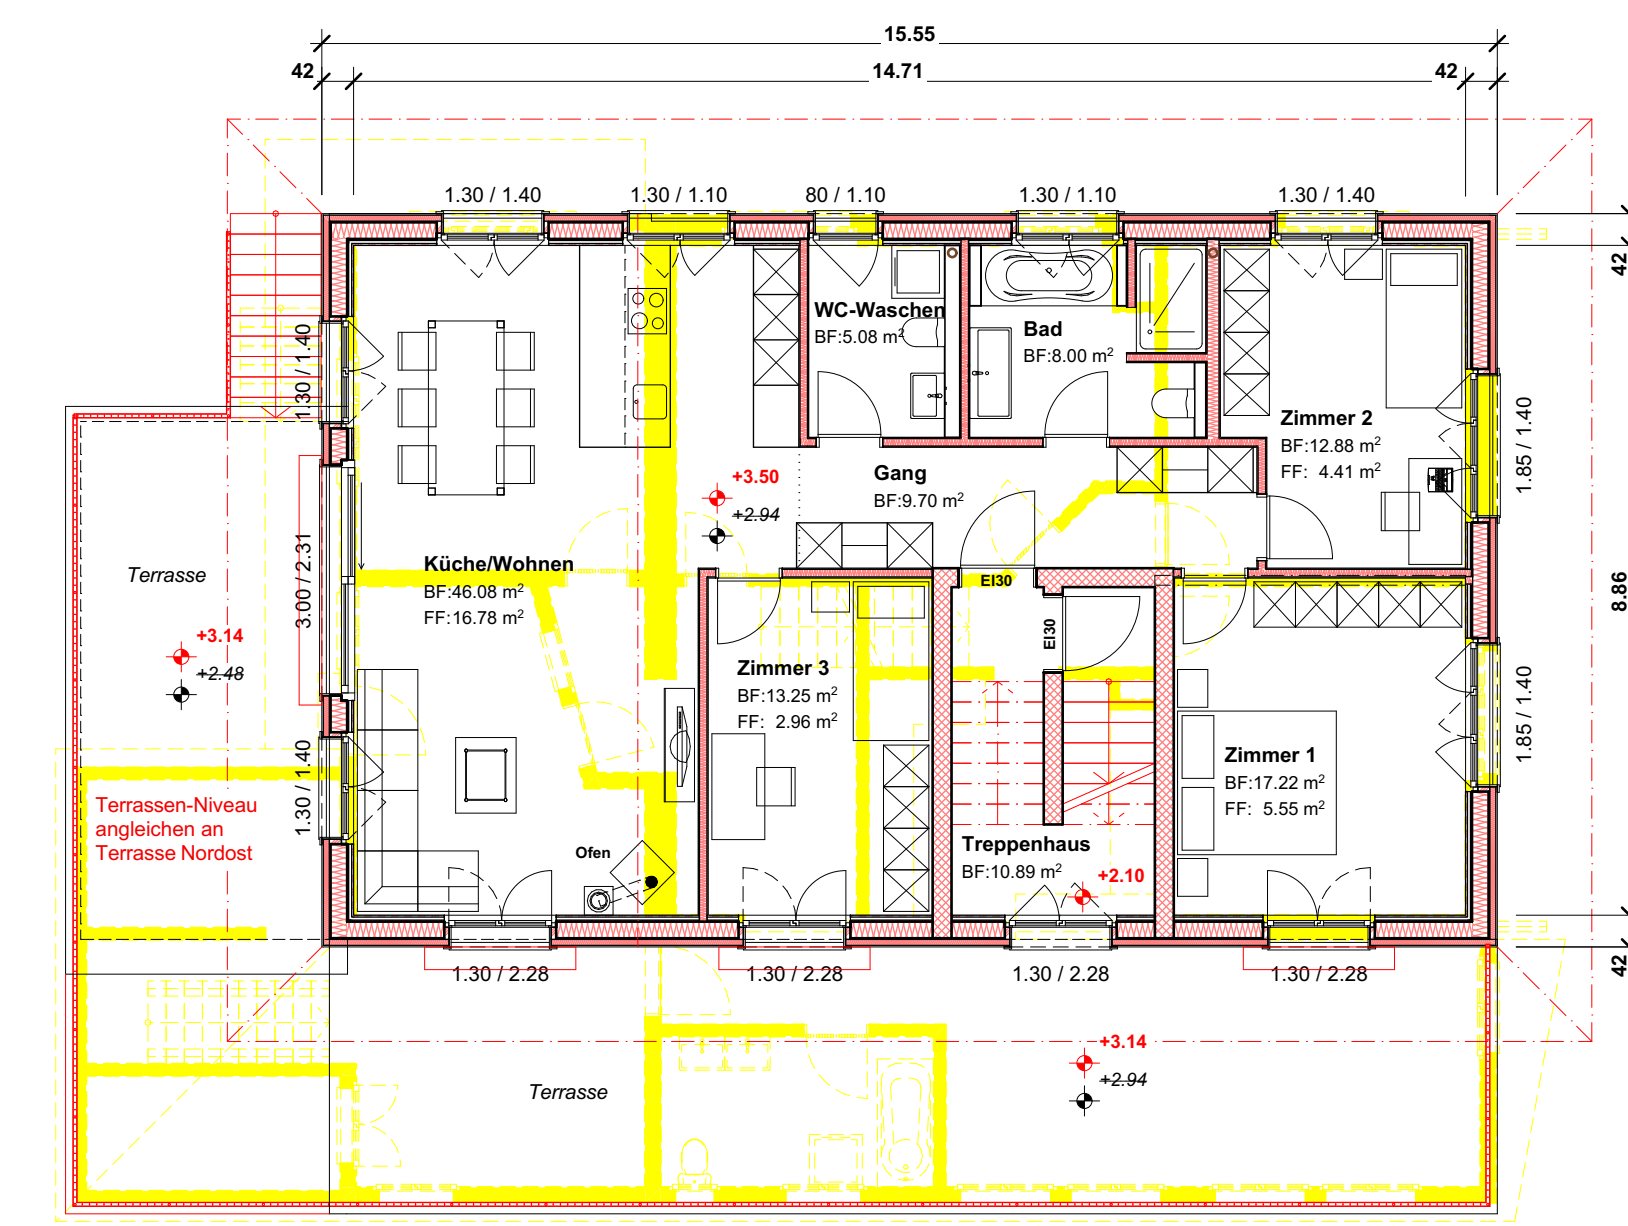 15.55
42
14.71
42
1.30 / 1.40
1.30 / 1.10
80 / 1.10
1.30 / 1.10
1.30 / 1.40
42
WC-Waschen
BF:5.08 m²
Bad
BF:8.00 m²
1.30 / 1.40
Zimmer 2
BF:12.88 m²
FF: 4.41 m²
1.85 / 1.40
+3.50
+2.94
Gang
BF:9.70 m²
Küche/Wohnen
BF:46.08 m²
FF:16.78 m²
Terrasse
3.00 / 2.31
EI30
EI30
8.86
+3.14
+2.48
Zimmer 3
BF:13.25 m²
FF: 2.96 m²
1.85 / 1.40
Zimmer 1
BF:17.22 m²
FF: 5.55 m²
1.30 / 1.40
Terrassen-Niveau
angleichen an
Terrasse Nordost
Ofen
Treppenhaus
BF:10.89 m²
+2.10
42
1.30 / 2.28
1.30 / 2.28
1.30 / 2.28
1.30 / 2.28
+3.14
+2.94
Terrasse